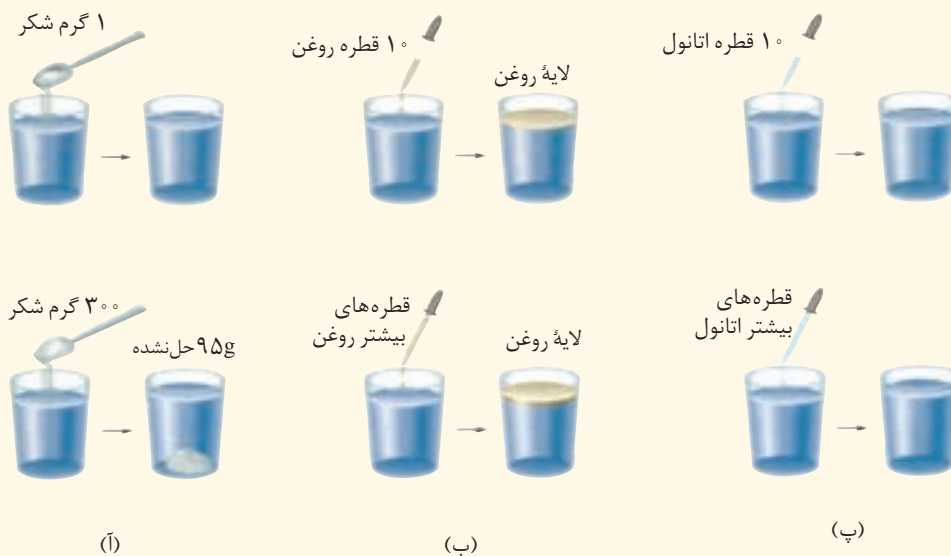 ۱۰ قطره اتانول
۱۰ قطره روغن
لایهٔ روغن
۱ گرم شکر
قطره‌های
بیشتر اتانول
قطره‌های
بیشتر روغن
لایهٔ روغن
۳۰۰ گرم شکر
۹۵g حل‌نشده
(پ)
(ب)
(آ)